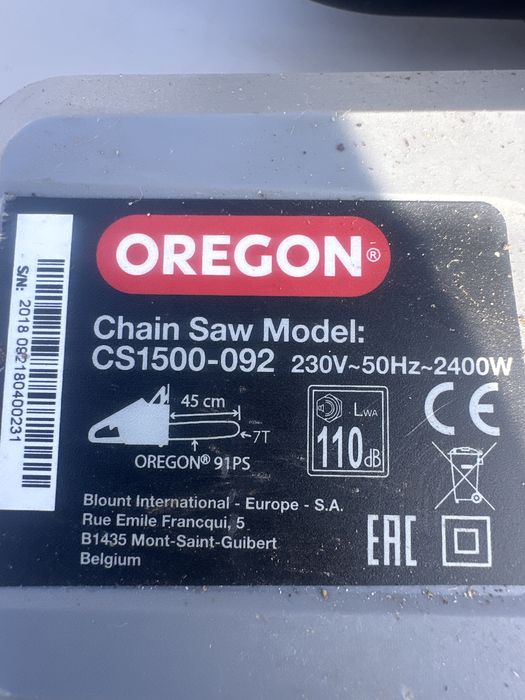 OREGON®
Chain Saw Model:
CS1500-092 230V~50Hz~2400W
S/N: 2018 092180400231
45 cm
7T
OREGON® 91PS
LWA
110dB
CE
Blount International - Europe - S.A.
Rue Emile Francqui, 5
B1435 Mont-Saint-Guibert
Belgium
EAC